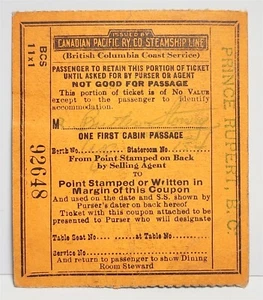 ISSUED BY
CANADIAN PACIFIC RY. CO. STEAMSHIP LINE
(British Columbia Coast Service)
PASSENGER TO RETAIN THIS PORTION OF TICKET
UNTIL ASKED FOR BY PURSER OR AGENT
NOT GOOD FOR PASSAGE
This portion of ticket is of No VALUE
except to the passenger to identify
accommodation.
M
ONE FIRST CABIN PASSAGE
Berth No. Stateroom No.
From Point Stamped on Back
by Selling Agent
TO
Point Stamped or Written in
Margin of this Coupon
And used on the date and S.S. shown by
Purser's dater on back hereof
Ticket with this coupon attached to be
presented to Purser who will designate
Table Seat No. at Table No.
And return to passenger to show Dining
Room Steward
BCS
11x1
92648
PRINCE RUPERT, B.C.